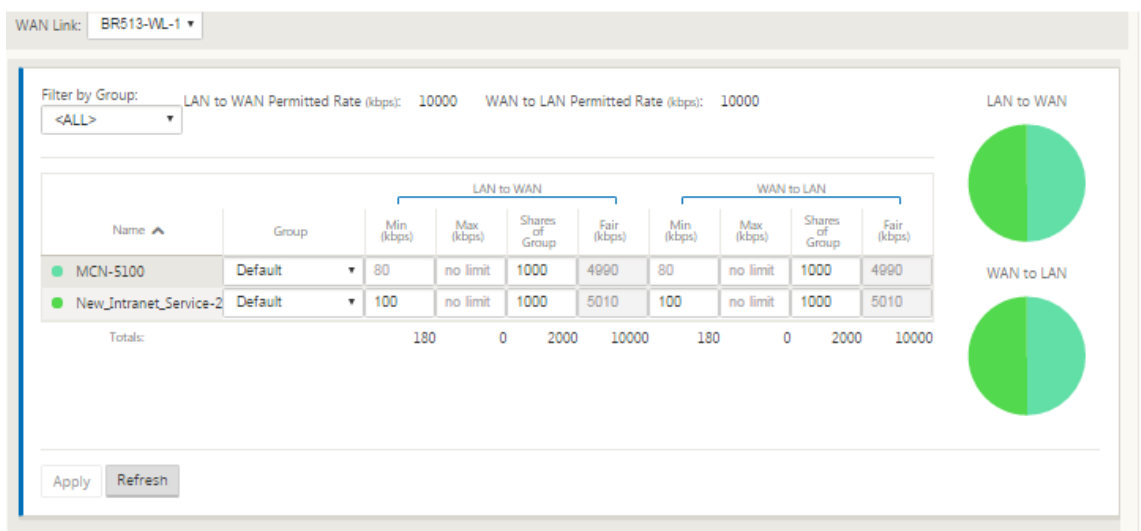 WAN Link: BR513-WL-1
Filter by Group: LAN to WAN Permitted Rate (kbps): 10000 WAN to LAN Permitted Rate (kbps): 10000 LAN to WAN
<ALL>
LAN to WAN WAN to LAN
Name Group Min (kbps) Max (kbps) Shares of Group Fair (kbps) Min (kbps) Max (kbps) Shares of Group Fair (kbps)
MCN-5100 Default 80 no limit 1000 4990 80 no limit 1000 4990 WAN to LAN
New_Intranet_Service-2 Default 100 no limit 1000 5010 100 no limit 1000 5010
Totals: 180 0 2000 10000 180 0 2000 10000
Apply Refresh